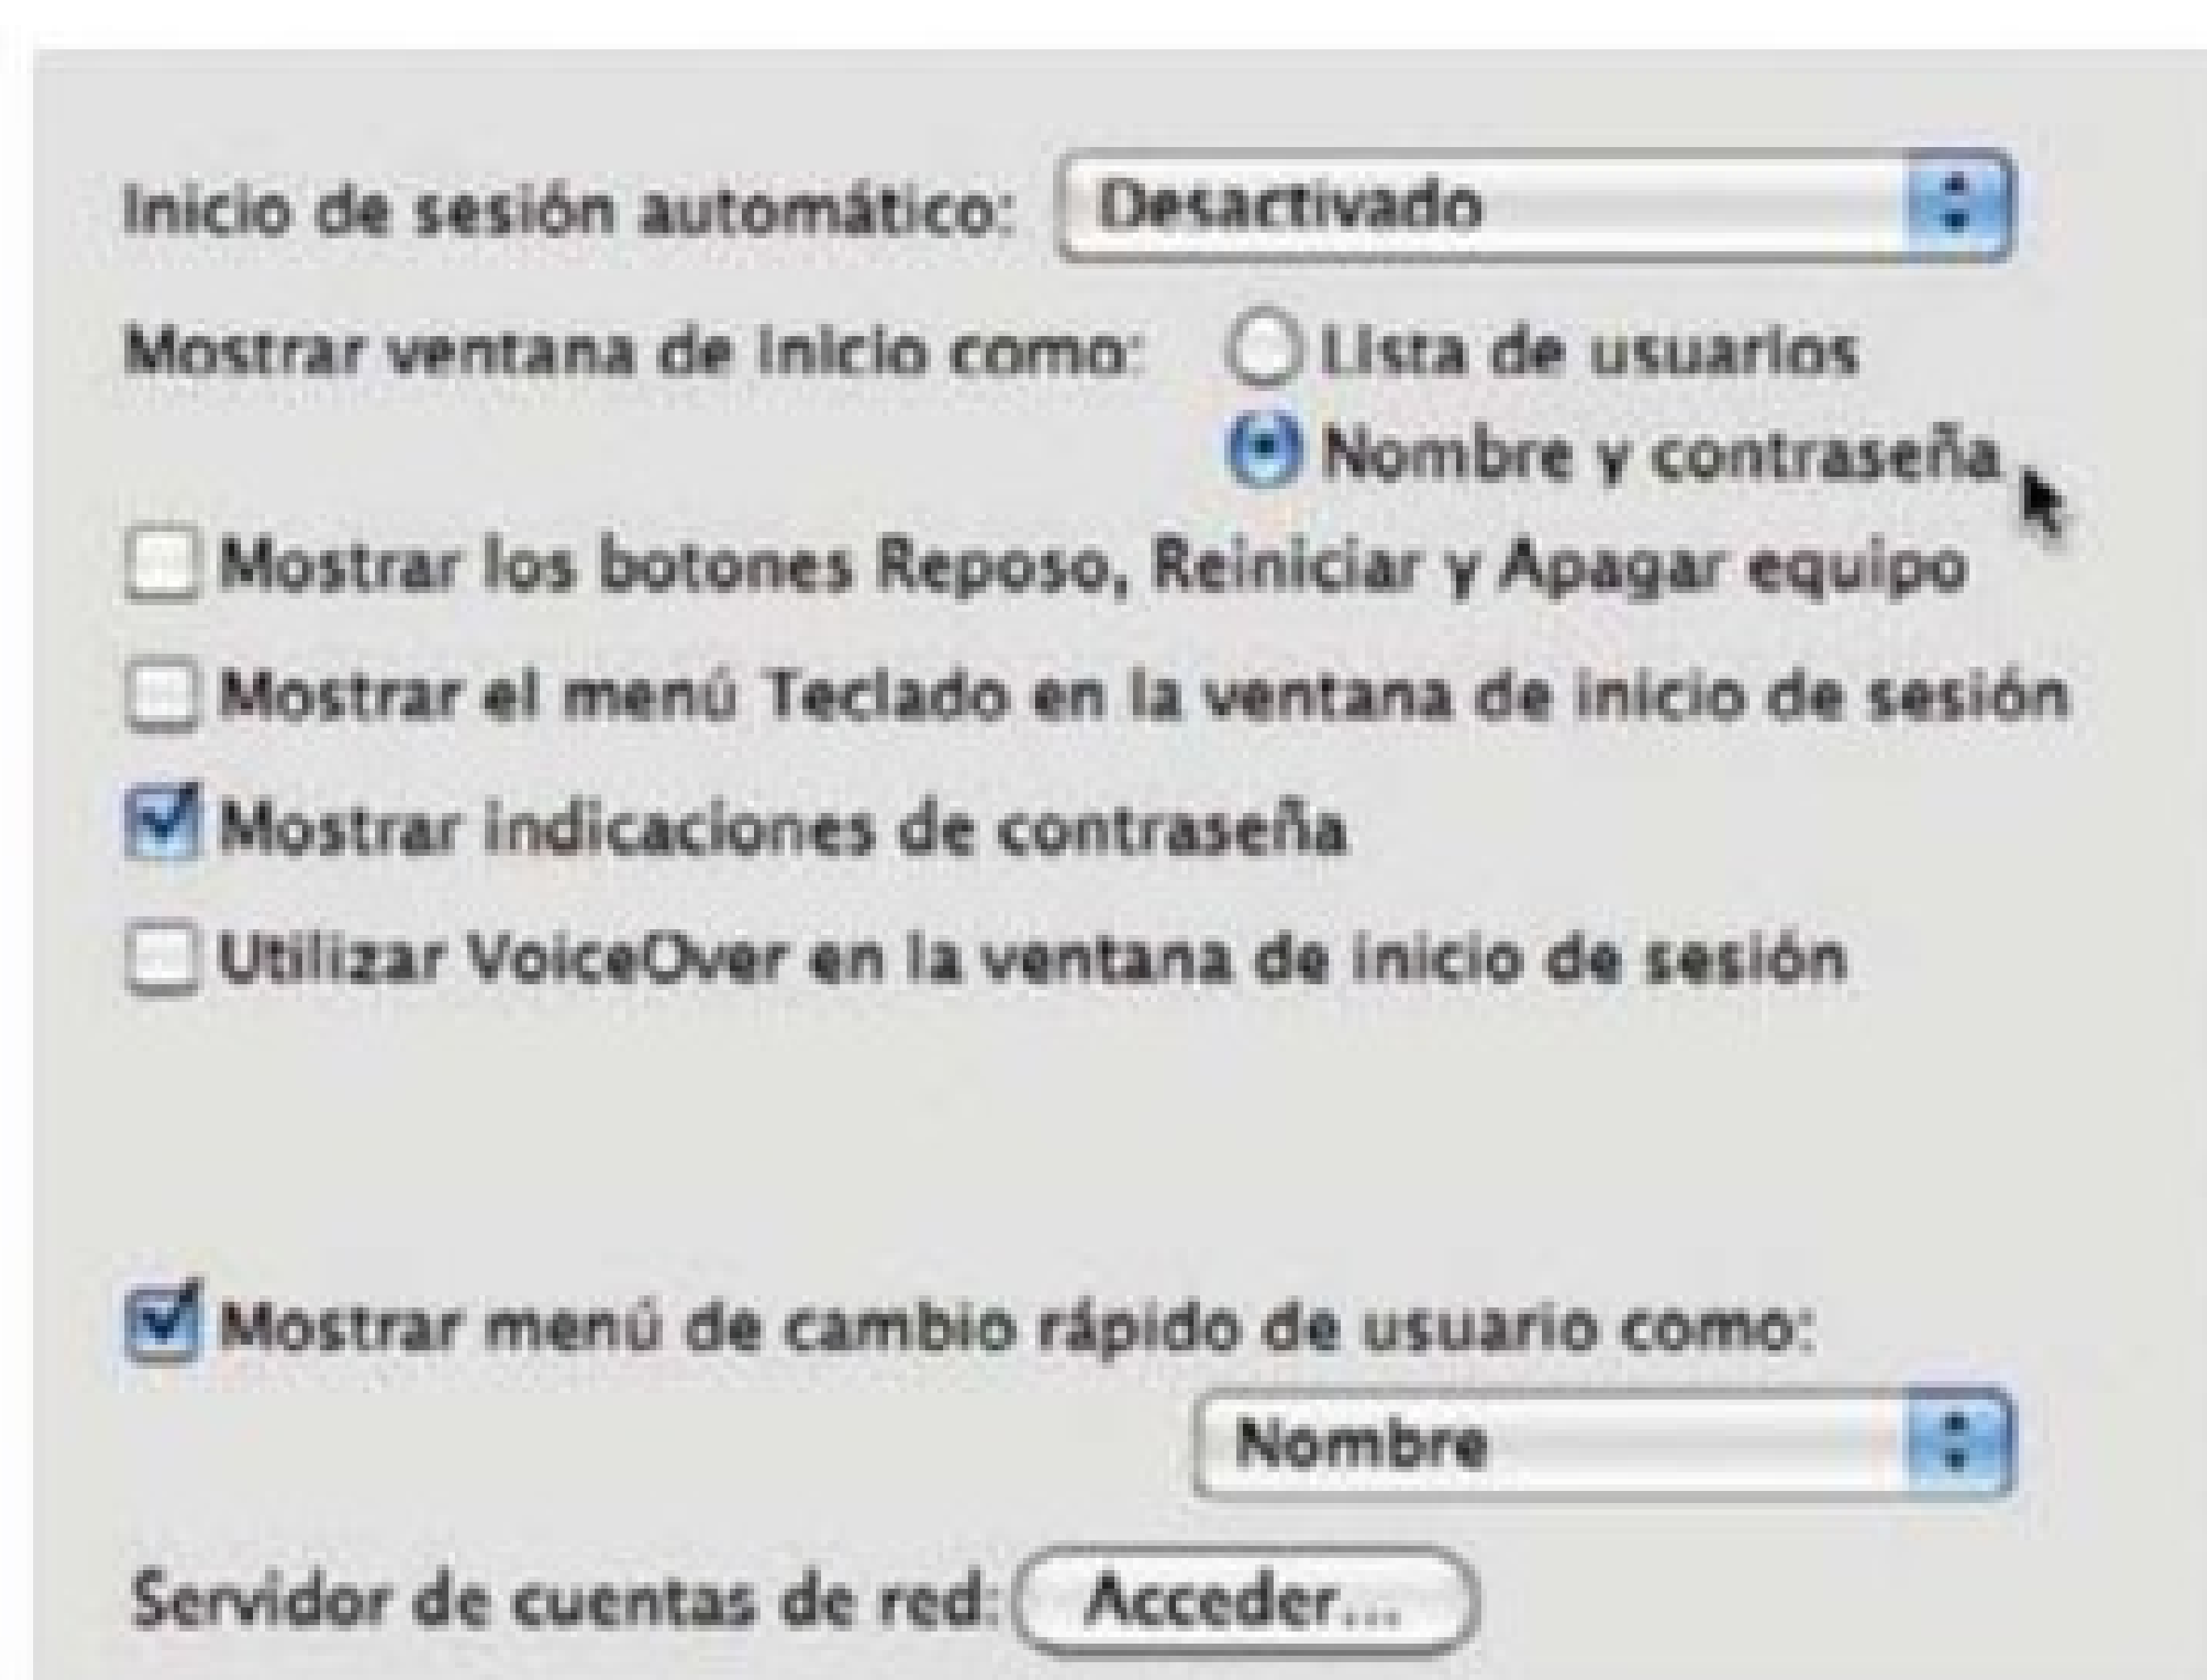 Inicio de sesión automático: Desactivado
Mostrar ventana de inicio como: Lista de usuarios
Nombre y contraseña
Mostrar los botones Reposo, Reiniciar y Apagar equipo
Mostrar el menú Teclado en la ventana de inicio de sesión
Mostrar indicaciones de contraseña
Utilizar VoiceOver en la ventana de inicio de sesión
Mostrar menú de cambio rápido de usuario como:
Nombre
Servidor de cuentas de red: Acceder...